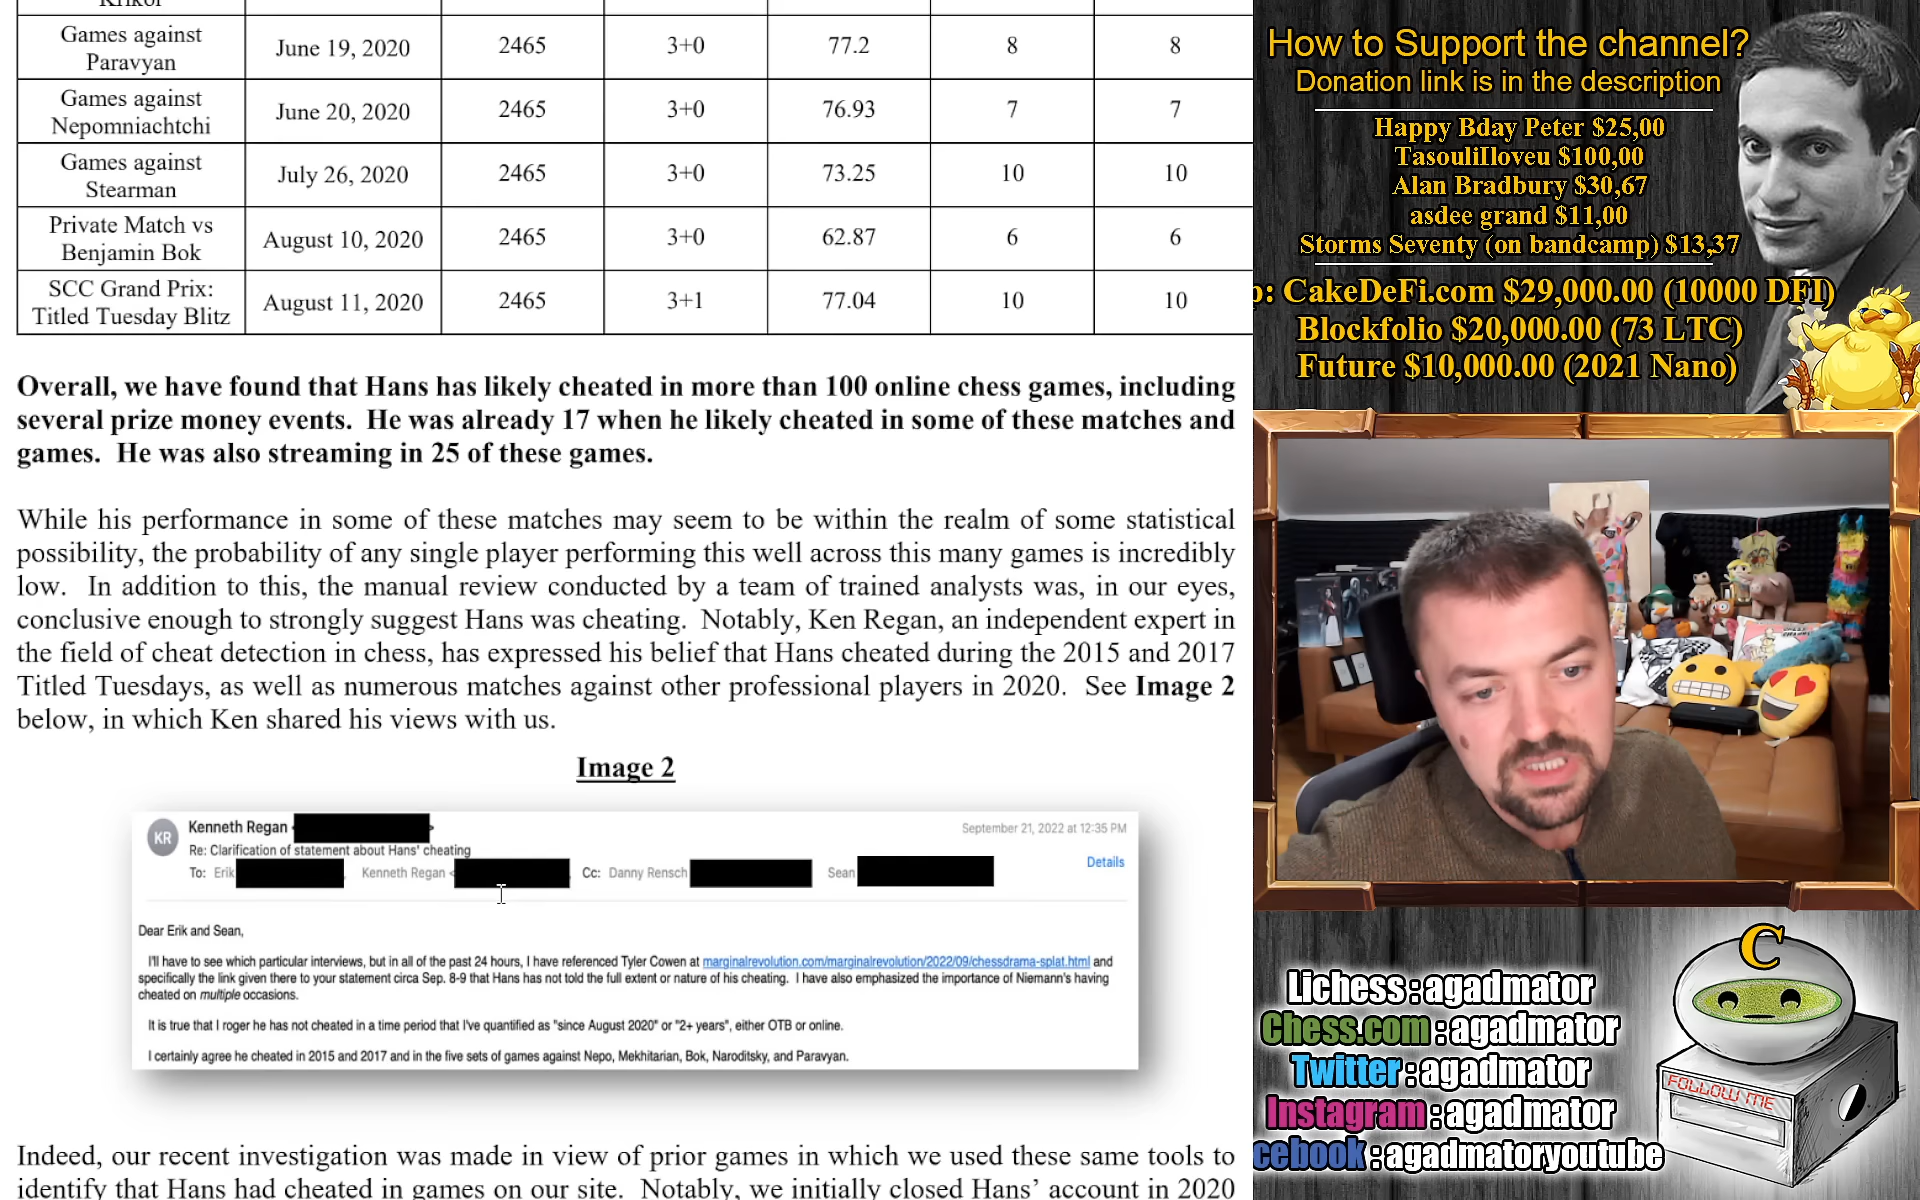 Krikor
Games against
Paravyan
June 19, 2020
2465
3+0
77.2
8
8
Games against
Nepomniachtchi
June 20, 2020
2465
3+0
76.93
7
7
Games against
Stearman
July 26, 2020
2465
3+0
73.25
10
10
Private Match vs
Benjamin Bok
August 10, 2020
2465
3+0
62.87
6
6
SCC Grand Prix:
Titled Tuesday Blitz
August 11, 2020
2465
3+1
77.04
10
10
Overall, we have found that Hans has likely cheated in more than 100 online chess games, including
several prize money events. He was already 17 when he likely cheated in some of these matches and
games. He was also streaming in 25 of these games.
While his performance in some of these matches may seem to be within the realm of some statistical
possibility, the probability of any single player performing this well across this many games is incredibly
low. In addition to this, the manual review conducted by a team of trained analysts was, in our eyes,
conclusive enough to strongly suggest Hans was cheating. Notably, Ken Regan, an independent expert in
the field of cheat detection in chess, has expressed his belief that Hans cheated during the 2015 and 2017
Titled Tuesdays, as well as numerous matches against other professional players in 2020. See Image 2
below, in which Ken shared his views with us.
Image 2
KR
Kenneth Regan <
>
September 21, 2022 at 12:35 PM
Re: Clarification of statement about Hans' cheating
To: Erik Kenneth Regan < Cc: Danny Rensch Sean
Details
Dear Erik and Sean,
I'll have to see which particular interviews, but in all of the past 24 hours, I have referenced Tyler Cowen at marginalrevolution.com/marginalrevolution/2022/09/chessdrama-splat.html and
specifically the link given there to your statement circa Sep. 8-9 that Hans has not told the full extent or nature of his cheating. I have also emphasized the importance of Niemann's having
cheated on multiple occasions.
It is true that I roger he has not cheated in a time period that I've quantified as "since August 2020" or "2+ years", either OTB or online.
I certainly agree he cheated in 2015 and 2017 and in the five sets of games against Nepo, Mekhitarian, Bok, Naroditsky, and Paravyan.
Indeed, our recent investigation was made in view of prior games in which we used these same tools to
identify that Hans had cheated in games on our site. Notably, we initially closed Hans' account in 2020
How to Support the channel?
Donation link is in the description
Happy Bday Peter $25,00
TasouliIloveu $100,00
Alan Bradbury $30,67
asdee grand $11,00
Storms Seventy (on bandcamp) $13,37
p: CakeDeFi.com $29,000.00 (10000 DFI)
Blockfolio $20,000.00 (73 LTC)
Future $10,000.00 (2021 Nano)
C
Lichess:agadmator
Chess.com:agadmator
Twitter:agadmator
Instagram:agadmator
cebook:agadmatoryoutube
FOLLOW ME